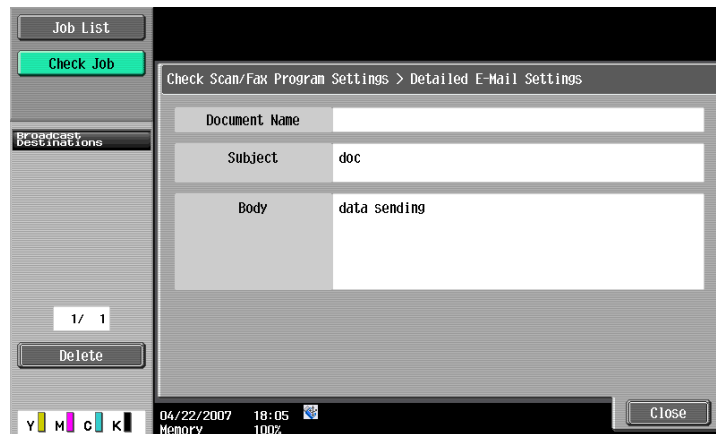 Job List
Check Job
Check Scan/Fax Program Settings > Detailed E-Mail Settings
Document Name
Broadcast
Destinations
Subject
doc
Body
data sending
1/ 1
Delete
Y M C K
04/22/2007 18:05
Memory 100%
Close